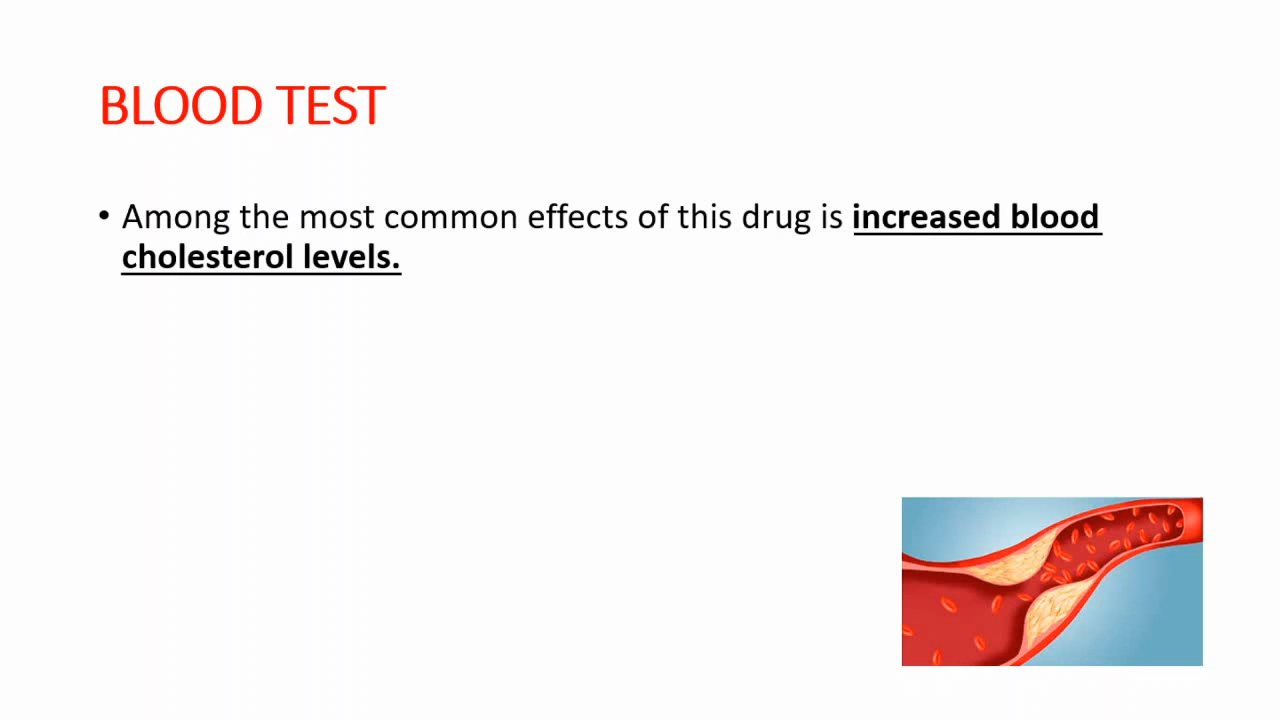 BLOOD TEST
• Among the most common effects of this drug is increased blood
cholesterol levels.